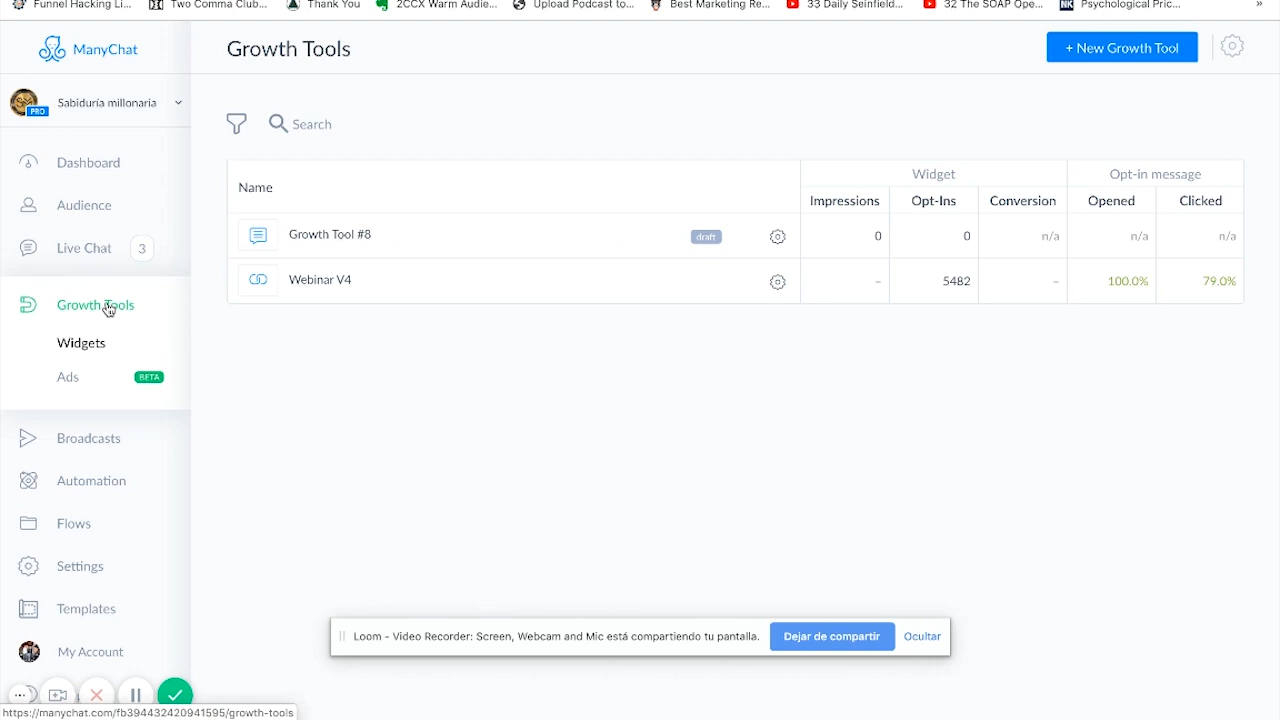 Funnel Hacking Li... Two Comma Club... Thank You 2CCX Warm Audie... Upload Podcast to... Best Marketing Re... 33 Daily Seinfeld... 32 The SOAP Ope... NK Psychological Pric... »
ManyChat
Growth Tools
+ New Growth Tool
PRO
Sabiduría millonaria
Search
Dashboard
Audience
Live Chat 3
Growth Tools
Widgets
Ads BETA
Broadcasts
Automation
Flows
Settings
Templates
My Account
Name
Widget
Opt-in message
Impressions Opt-Ins Conversion Opened Clicked
Growth Tool #8 draft 0 0 n/a n/a n/a
Webinar V4 – 5482 – 100.0% 79.0%
Loom - Video Recorder: Screen, Webcam and Mic está compartiendo tu pantalla.
Dejar de compartir
Ocultar
https://manychat.com/fb394432420941595/growth-tools